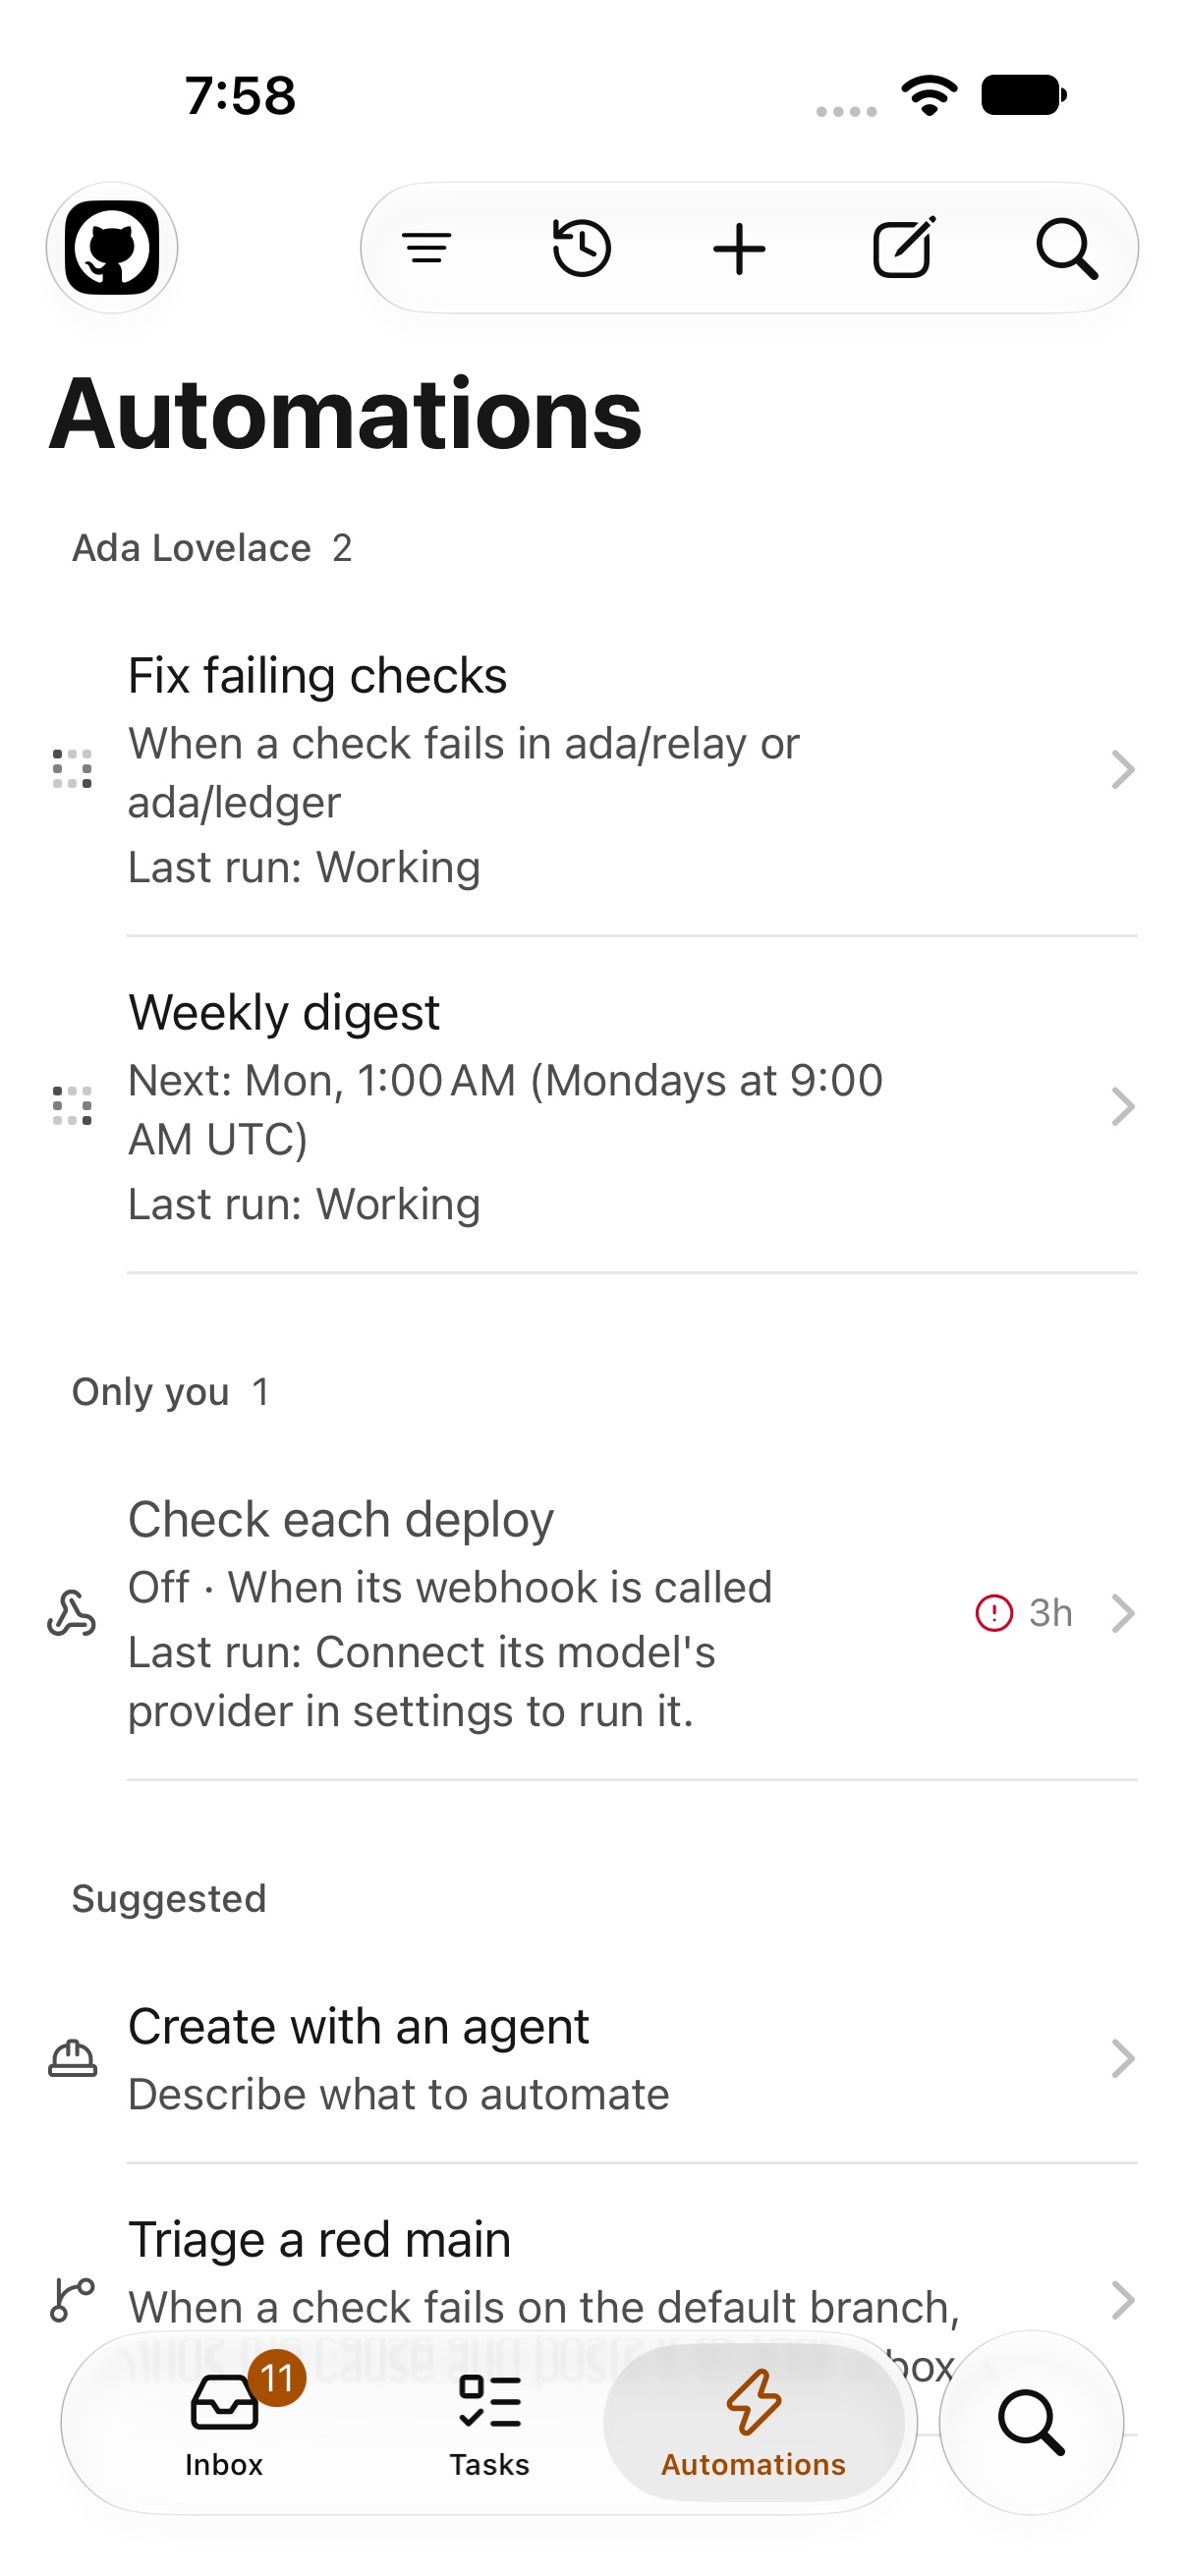 7:58
Automations
Ada Lovelace 2
Fix failing checks
When a check fails in ada/relay or
ada/ledger
Last run: Working
Weekly digest
Next: Mon, 1:00 AM (Mondays at 9:00
AM UTC)
Last run: Working
Only you 1
Check each deploy
Off · When its webhook is called
Last run: Connect its model's
provider in settings to run it.
3h
Suggested
Create with an agent
Describe what to automate
Triage a red main
When a check fails on the default branch,
11
Inbox
Tasks
Automations